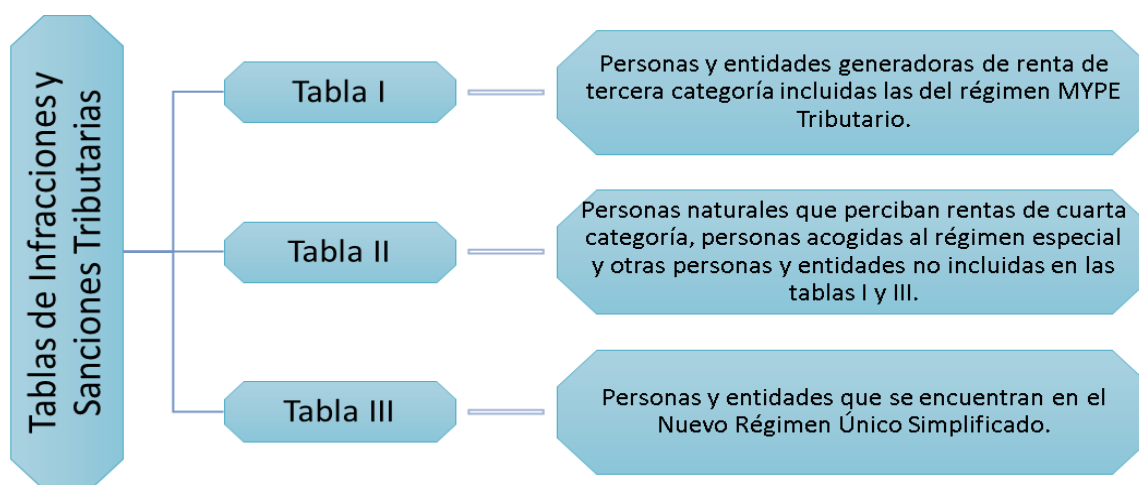 Tablas de Infracciones y
Sanciones Tributarias
Tabla I
Personas y entidades generadoras de renta de
tercera categoría incluidas las del régimen MYPE
Tributario.
Tabla II
Personas naturales que perciban rentas de cuarta
categoría, personas acogidas al régimen especial
y otras personas y entidades no incluidas en las
tablas I y III.
Tabla III
Personas y entidades que se encuentran en el
Nuevo Régimen Único Simplificado.